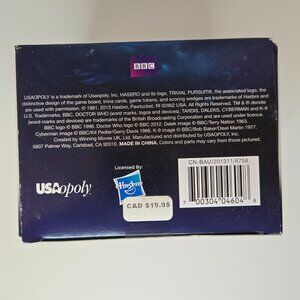 BBC
USAOPOLY is a trademark of Usaopoly, Inc. HASBRO and its logo, TRIVIAL PURSUIT®, the associated logo, the
distinctive design of the game board, trivia cards, game tokens, and scoring wedges are trademarks of Hasbro and
are used with permission. © 1981, 2013 Hasbro, Pawtucket, RI 02862 USA. All Rights Reserved. TM & ® denote
U.S. Trademarks. BBC, DOCTOR WHO (word marks, logos and devices), TARDIS, DALEKS, CYBERMAN and K-9
(word marks and devices) are trademarks of the British Broadcasting Corporation and are used under licence.
BBC logo © BBC 1996. Doctor Who logo © BBC 2012. Dalek image © BBC/Terry Nation 1963.
Cyberman image © BBC/Kit Pedler/Gerry Davis 1966. K-9 image © BBC/Bob Baker/Dave Martin 1977.
Created by Winning Moves UK, Ltd. Manufactured and distributed by USAOPOLY, Inc.
5607 Palmer Way, Carlsbad, CA 92010. MADE IN CHINA. Colors and parts may vary from those pictured.
Licensed By:
CN-BAU/201311/6758
USAopoly
Hasbro
CAD $19.95
7 00304 04604 8